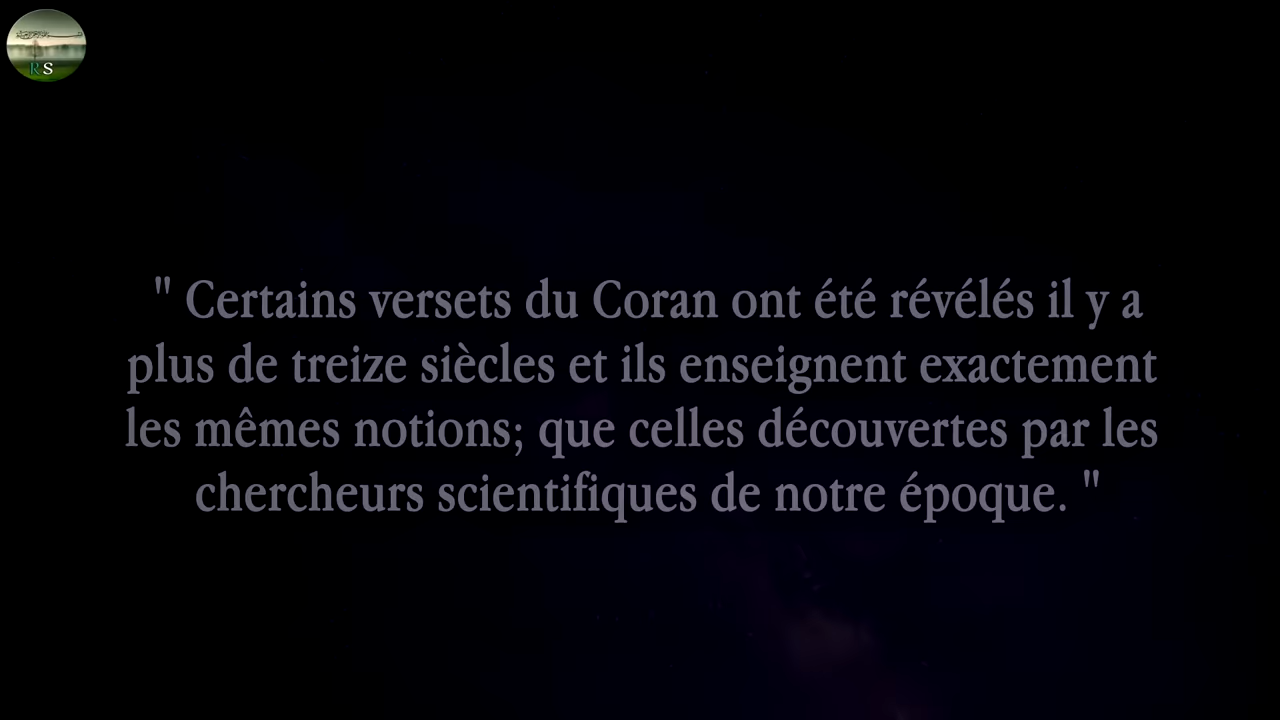 RS
" Certains versets du Coran ont été révélés il y a
plus de treize siècles et ils enseignent exactement
les mêmes notions; que celles découvertes par les
chercheurs scientifiques de notre époque. "